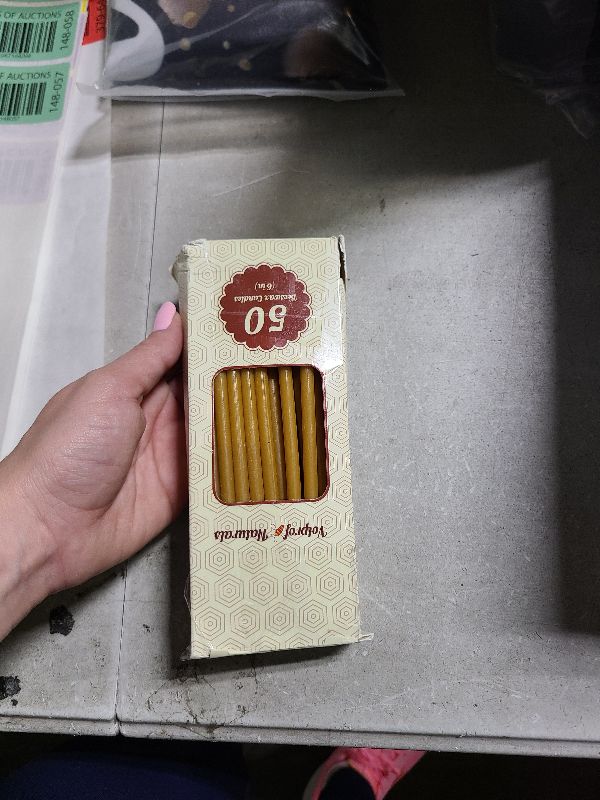 OF AUCTIONS
148-058
OF AUCTIONS
148-057
50
Beeswax Candles
(6 in)
Volprof Naturals